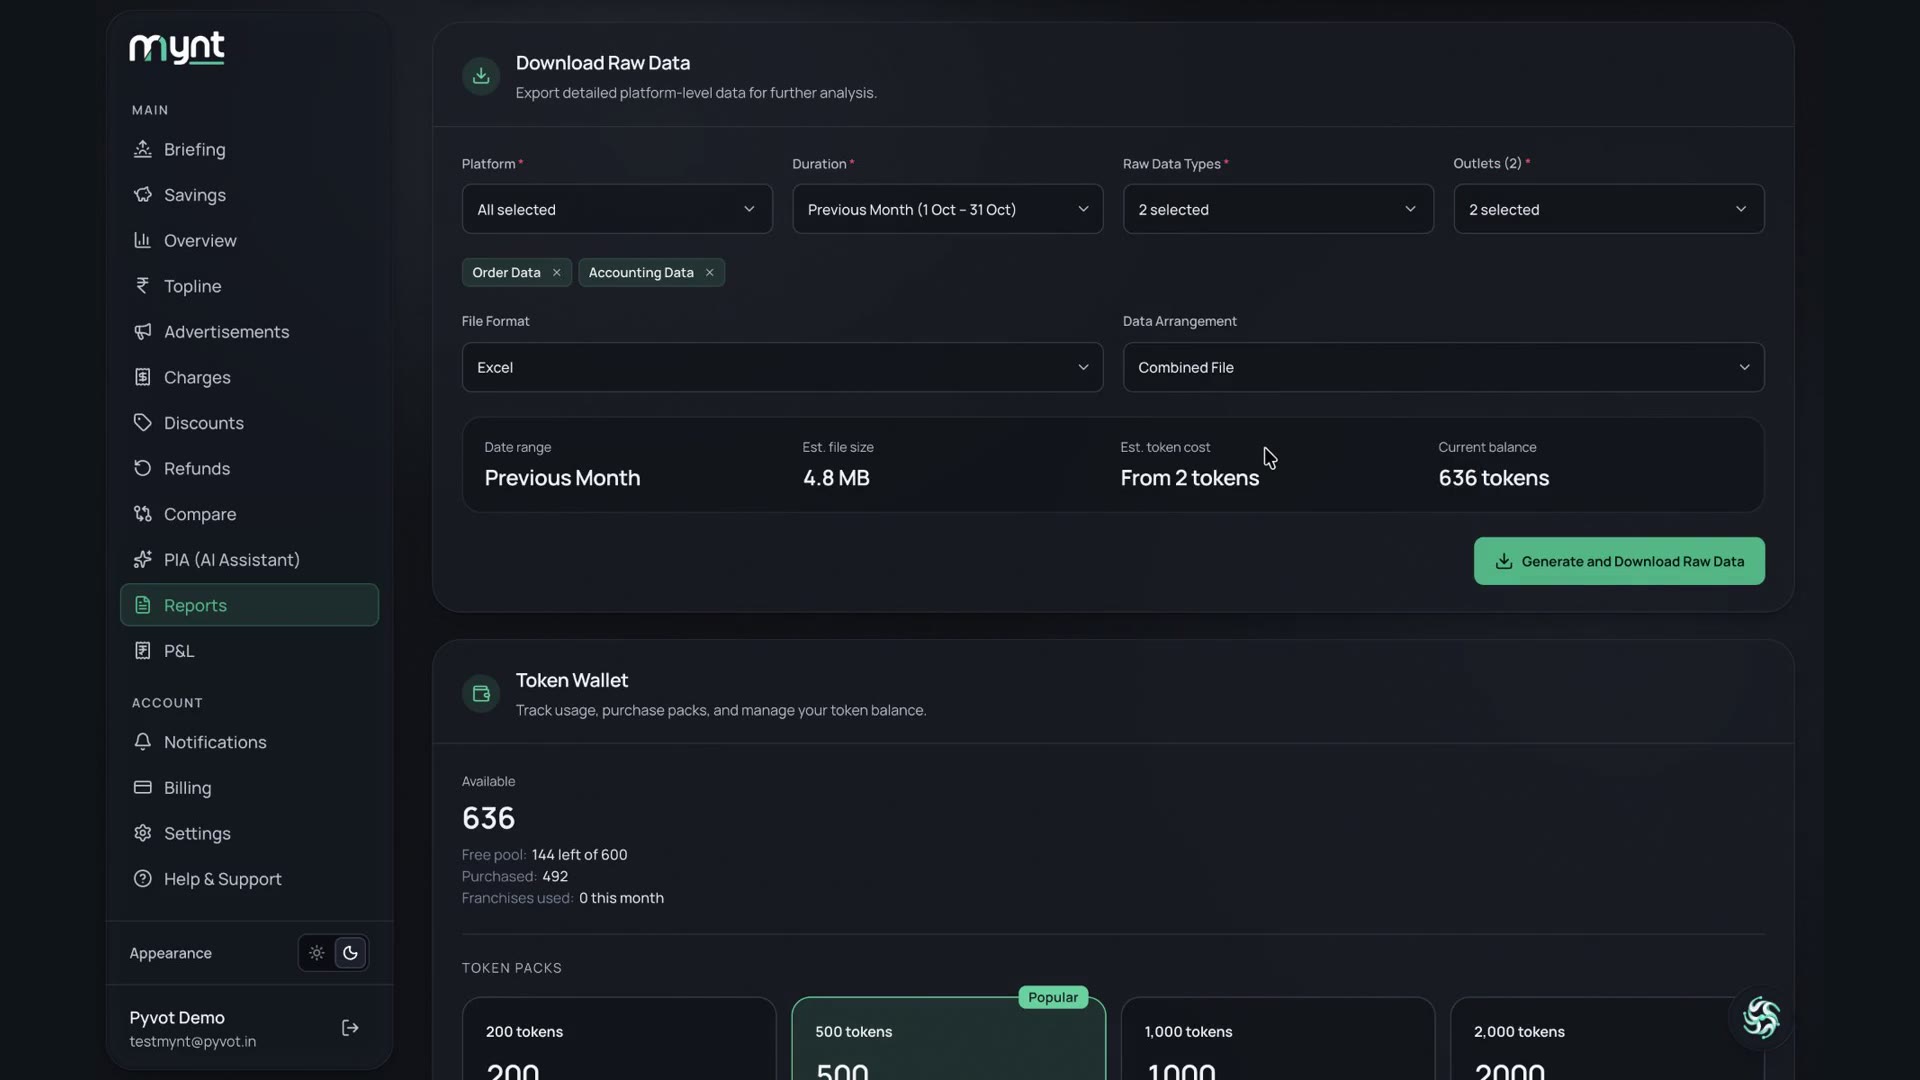 mynt
MAIN
Briefing
Savings
Overview
Topline
Advertisements
Charges
Discounts
Refunds
Compare
PIA (AI Assistant)
Reports
P&L
ACCOUNT
Notifications
Billing
Settings
Help & Support
Appearance
Pyvot Demo
testmynt@pyvot.in
Download Raw Data
Export detailed platform-level data for further analysis.
Platform * Duration * Raw Data Types * Outlets (2) *
All selected Previous Month (1 Oct – 31 Oct) 2 selected 2 selected
Order Data × Accounting Data ×
File Format Data Arrangement
Excel Combined File
Date range Est. file size Est. token cost Current balance
Previous Month 4.8 MB From 2 tokens 636 tokens
Generate and Download Raw Data
Token Wallet
Track usage, purchase packs, and manage your token balance.
Available
636
Free pool: 144 left of 600
Purchased: 492
Franchises used: 0 this month
TOKEN PACKS
Popular
200 tokens 500 tokens 1,000 tokens 2,000 tokens
200 500 1000 2000